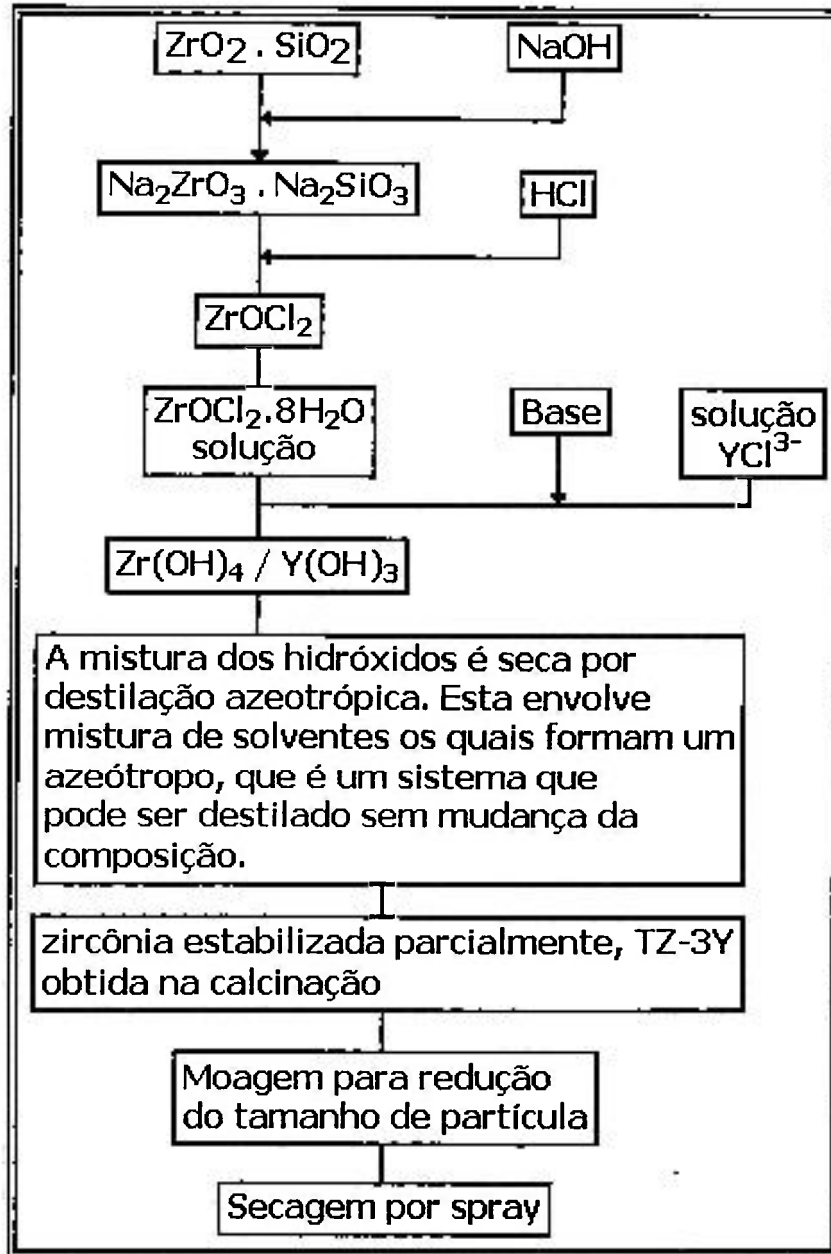 ZrO₂ . SiO₂
NaOH
Na₂ZrO₃ . Na₂SiO₃
HCl
ZrOCl₂
ZrOCl₂.8H₂O
solução
Base
solução
YCl³⁻
Zr(OH)₄ / Y(OH)₃
A mistura dos hidróxidos é seca por
destilação azeotrópica. Esta envolve
mistura de solventes os quais formam um
azeótropo, que é um sistema que
pode ser destilado sem mudança da
composição.
zircônia estabilizada parcialmente, TZ-3Y
obtida na calcinação
Moagem para redução
do tamanho de partícula
Secagem por spray